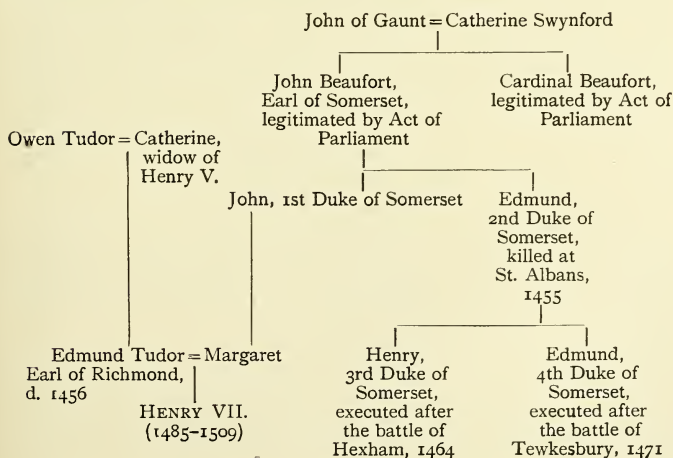 John of Gaunt = Catherine Swynford
John Beaufort,
Earl of Somerset,
legitimated by Act of
Parliament
Cardinal Beaufort,
legitimated by Act of
Parliament
Owen Tudor = Catherine,
widow of
Henry V.
John, 1st Duke of Somerset
Edmund,
2nd Duke of
Somerset,
killed at
St. Albans,
1455
Edmund Tudor = Margaret
Earl of Richmond,
d. 1456
HENRY VII.
(1485-1509)
Henry,
3rd Duke of
Somerset,
executed after
the battle of
Hexham, 1464
Edmund,
4th Duke of
Somerset,
executed after
the battle of
Tewkesbury, 1471